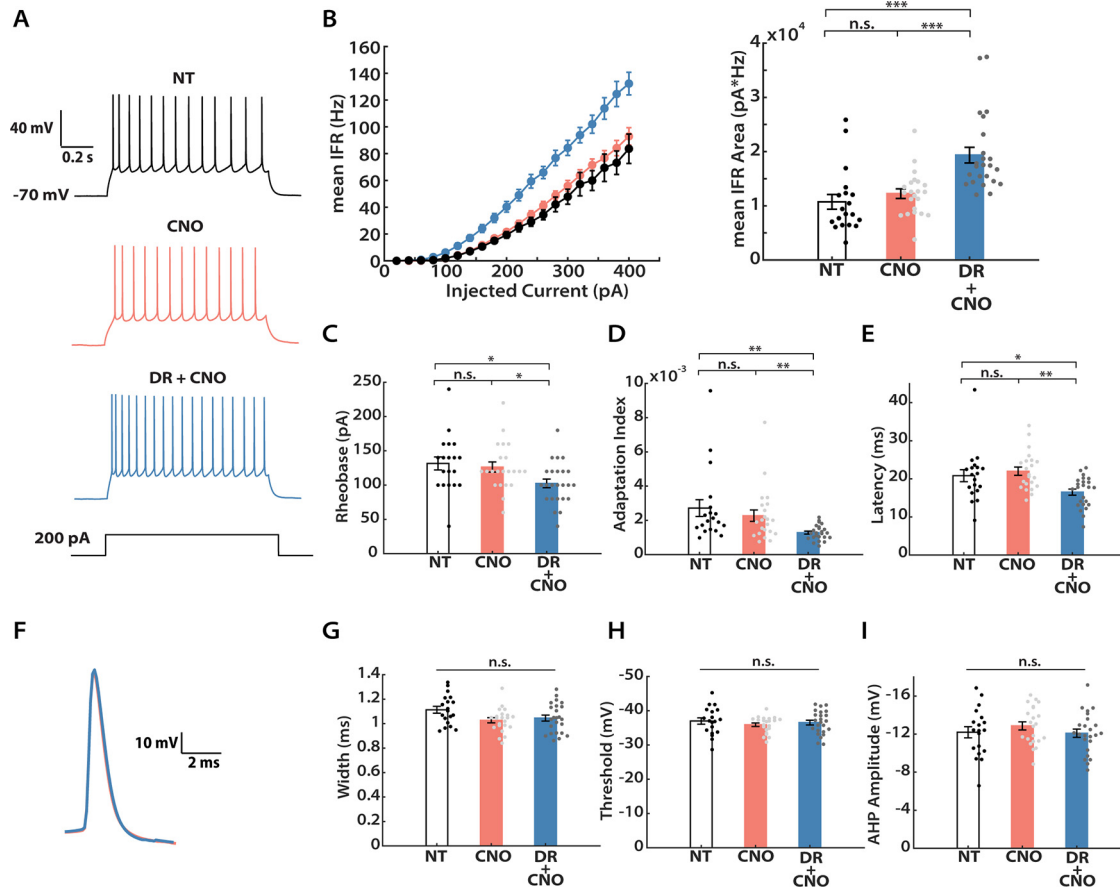 A
NT
40 mV
0.2 s
-70 mV
CNO
DR + CNO
200 pA
B
mean IFR (Hz)
160
140
120
100
80
60
40
20
0
100
200
300
400
Injected Current (pA)
***
n.s.
***
x10^4
mean IFR Area (pA*Hz)
4
3
2
1
0
NT
CNO
DR
+
CNO
C
*
n.s.
*
Rheobase (pA)
250
200
150
100
50
0
NT
CNO
DR
+
CNO
D
**
n.s.
**
x10^-3
Adaptation Index
10
8
6
4
2
0
NT
CNO
DR
+
CNO
E
*
n.s.
**
Latency (ms)
40
30
20
10
0
NT
CNO
DR
+
CNO
F
10 mV
2 ms
G
n.s.
Width (ms)
1.4
1.2
1
0.8
0.6
0.4
0.2
0
NT
CNO
DR
+
CNO
H
n.s.
Threshold (mV)
-50
-40
-30
-20
-10
0
NT
CNO
DR
+
CNO
I
n.s.
AHP Amplitude (mV)
-16
-12
-8
-4
0
NT
CNO
DR
+
CNO